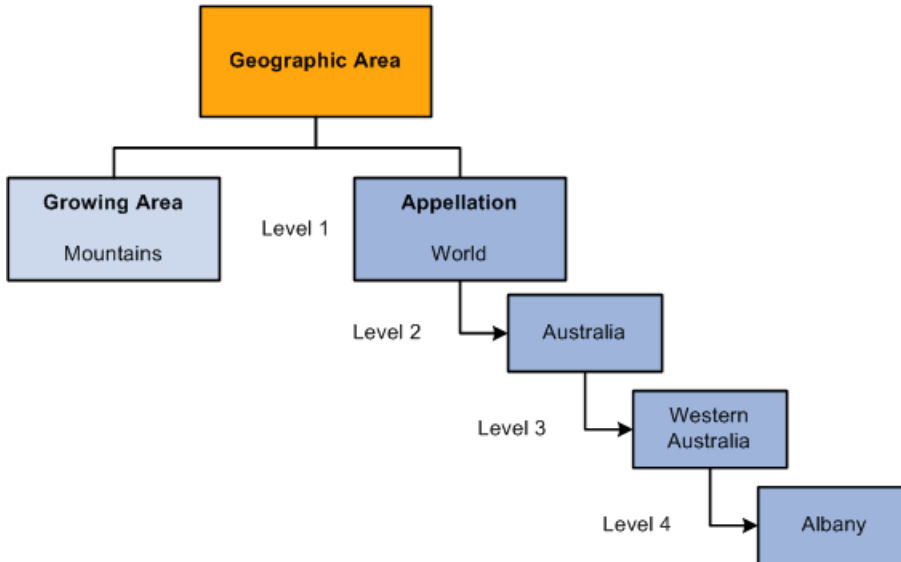 Geographic Area
Growing Area
Mountains
Level 1
Appellation
World
Level 2
Australia
Level 3
Western
Australia
Level 4
Albany